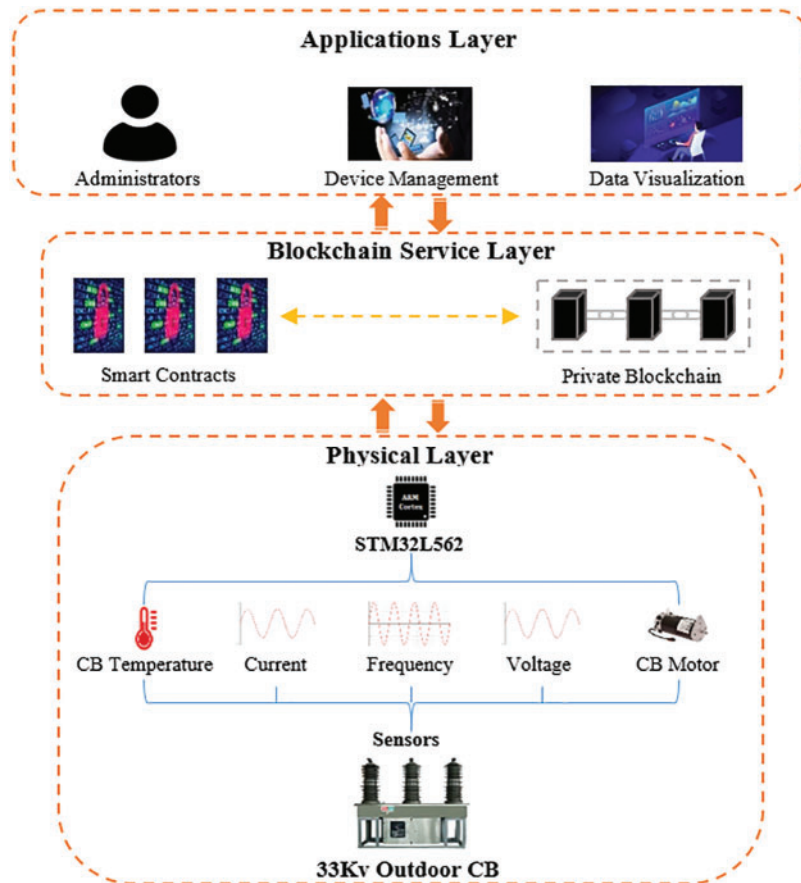 Applications Layer
Administrators
Device Management
Data Visualization
Blockchain Service Layer
Smart Contracts
Private Blockchain
Physical Layer
ARM
Cortex
STM32L562
CB Temperature
Current
Frequency
Voltage
CB Motor
Sensors
33Kv Outdoor CB